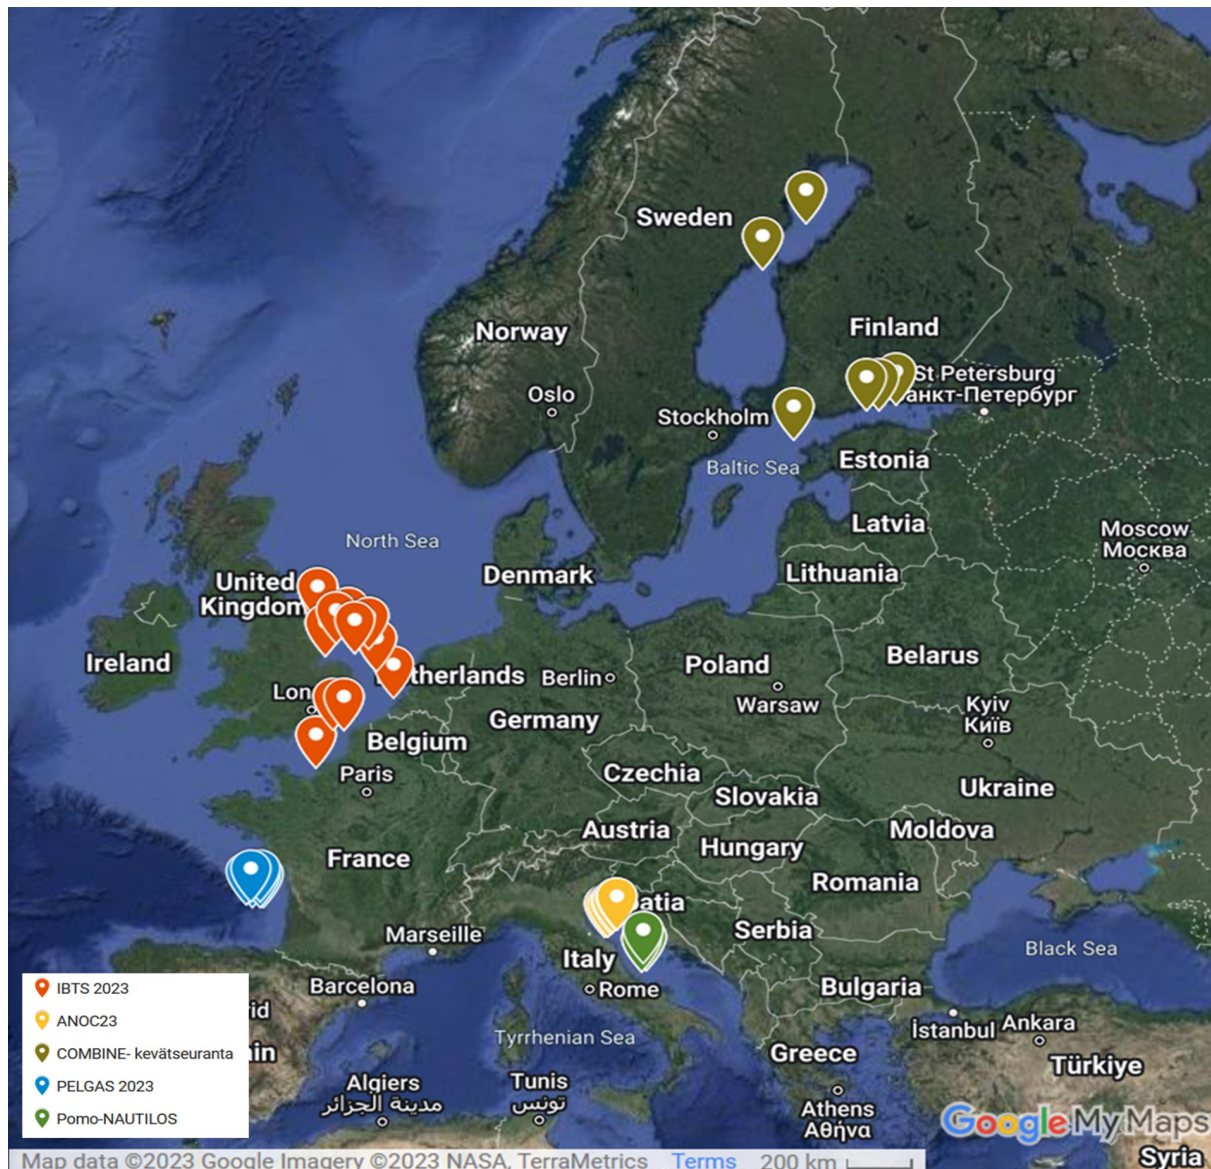 Sweden
Norway
Finland
Oslo
St Petersburg
анкт-Петербург
Stockholm
Baltic Sea
Estonia
Latvia
Moscow
Москва
North Sea
Denmark
Lithuania
United
Kingdom
Ireland
Belarus
Poland
therlands
Berlin
Warsaw
Lon
Germany
Kyiv
Київ
Belgium
Paris
Czechia
Slovakia
Ukraine
Austria
Moldova
Hungary
France
Romania
atia
Serbia
Marseille
Italy
Black Sea
Barcelona
Rome
Bulgaria
IBTS 2023
rid
ANOC23
in
COMBINE- kevätseuranta
PELGAS 2023
Pomo-NAUTILOS
Tyrrhenian Sea
İstanbul
Ankara
Greece
Türkiye
Algiers
مدينة الجزائر
Tunis
تونس
Athens
Αθήνα
Google My Maps
Syria
Map data ©2023 Google Imagery ©2023 NASA, TerraMetrics Terms 200 km